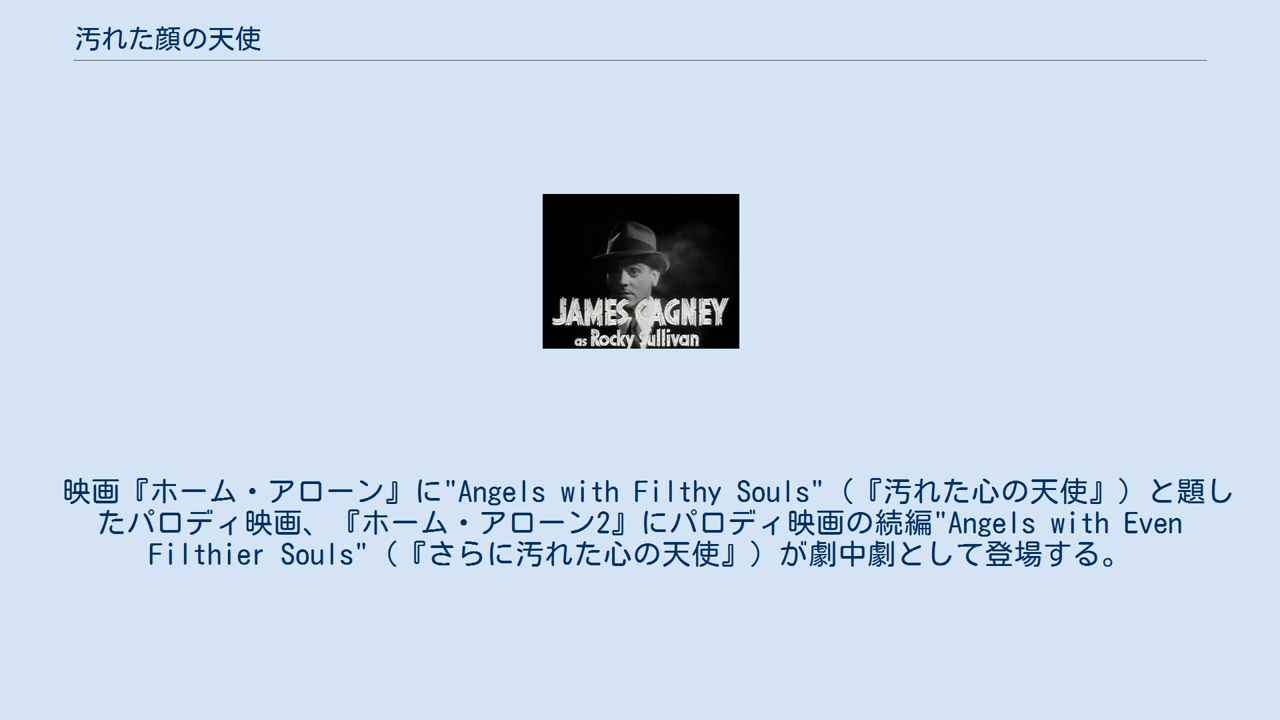 汚れた顔の天使
JAMES CAGNEY
as Rocky Sullivan
映画『ホーム・アローン』に"Angels with Filthy Souls"（『汚れた心の天使』）と題し
たパロディ映画、『ホーム・アローン2』にパロディ映画の続編"Angels with Even
Filthier Souls"（『さらに汚れた心の天使』）が劇中劇として登場する。